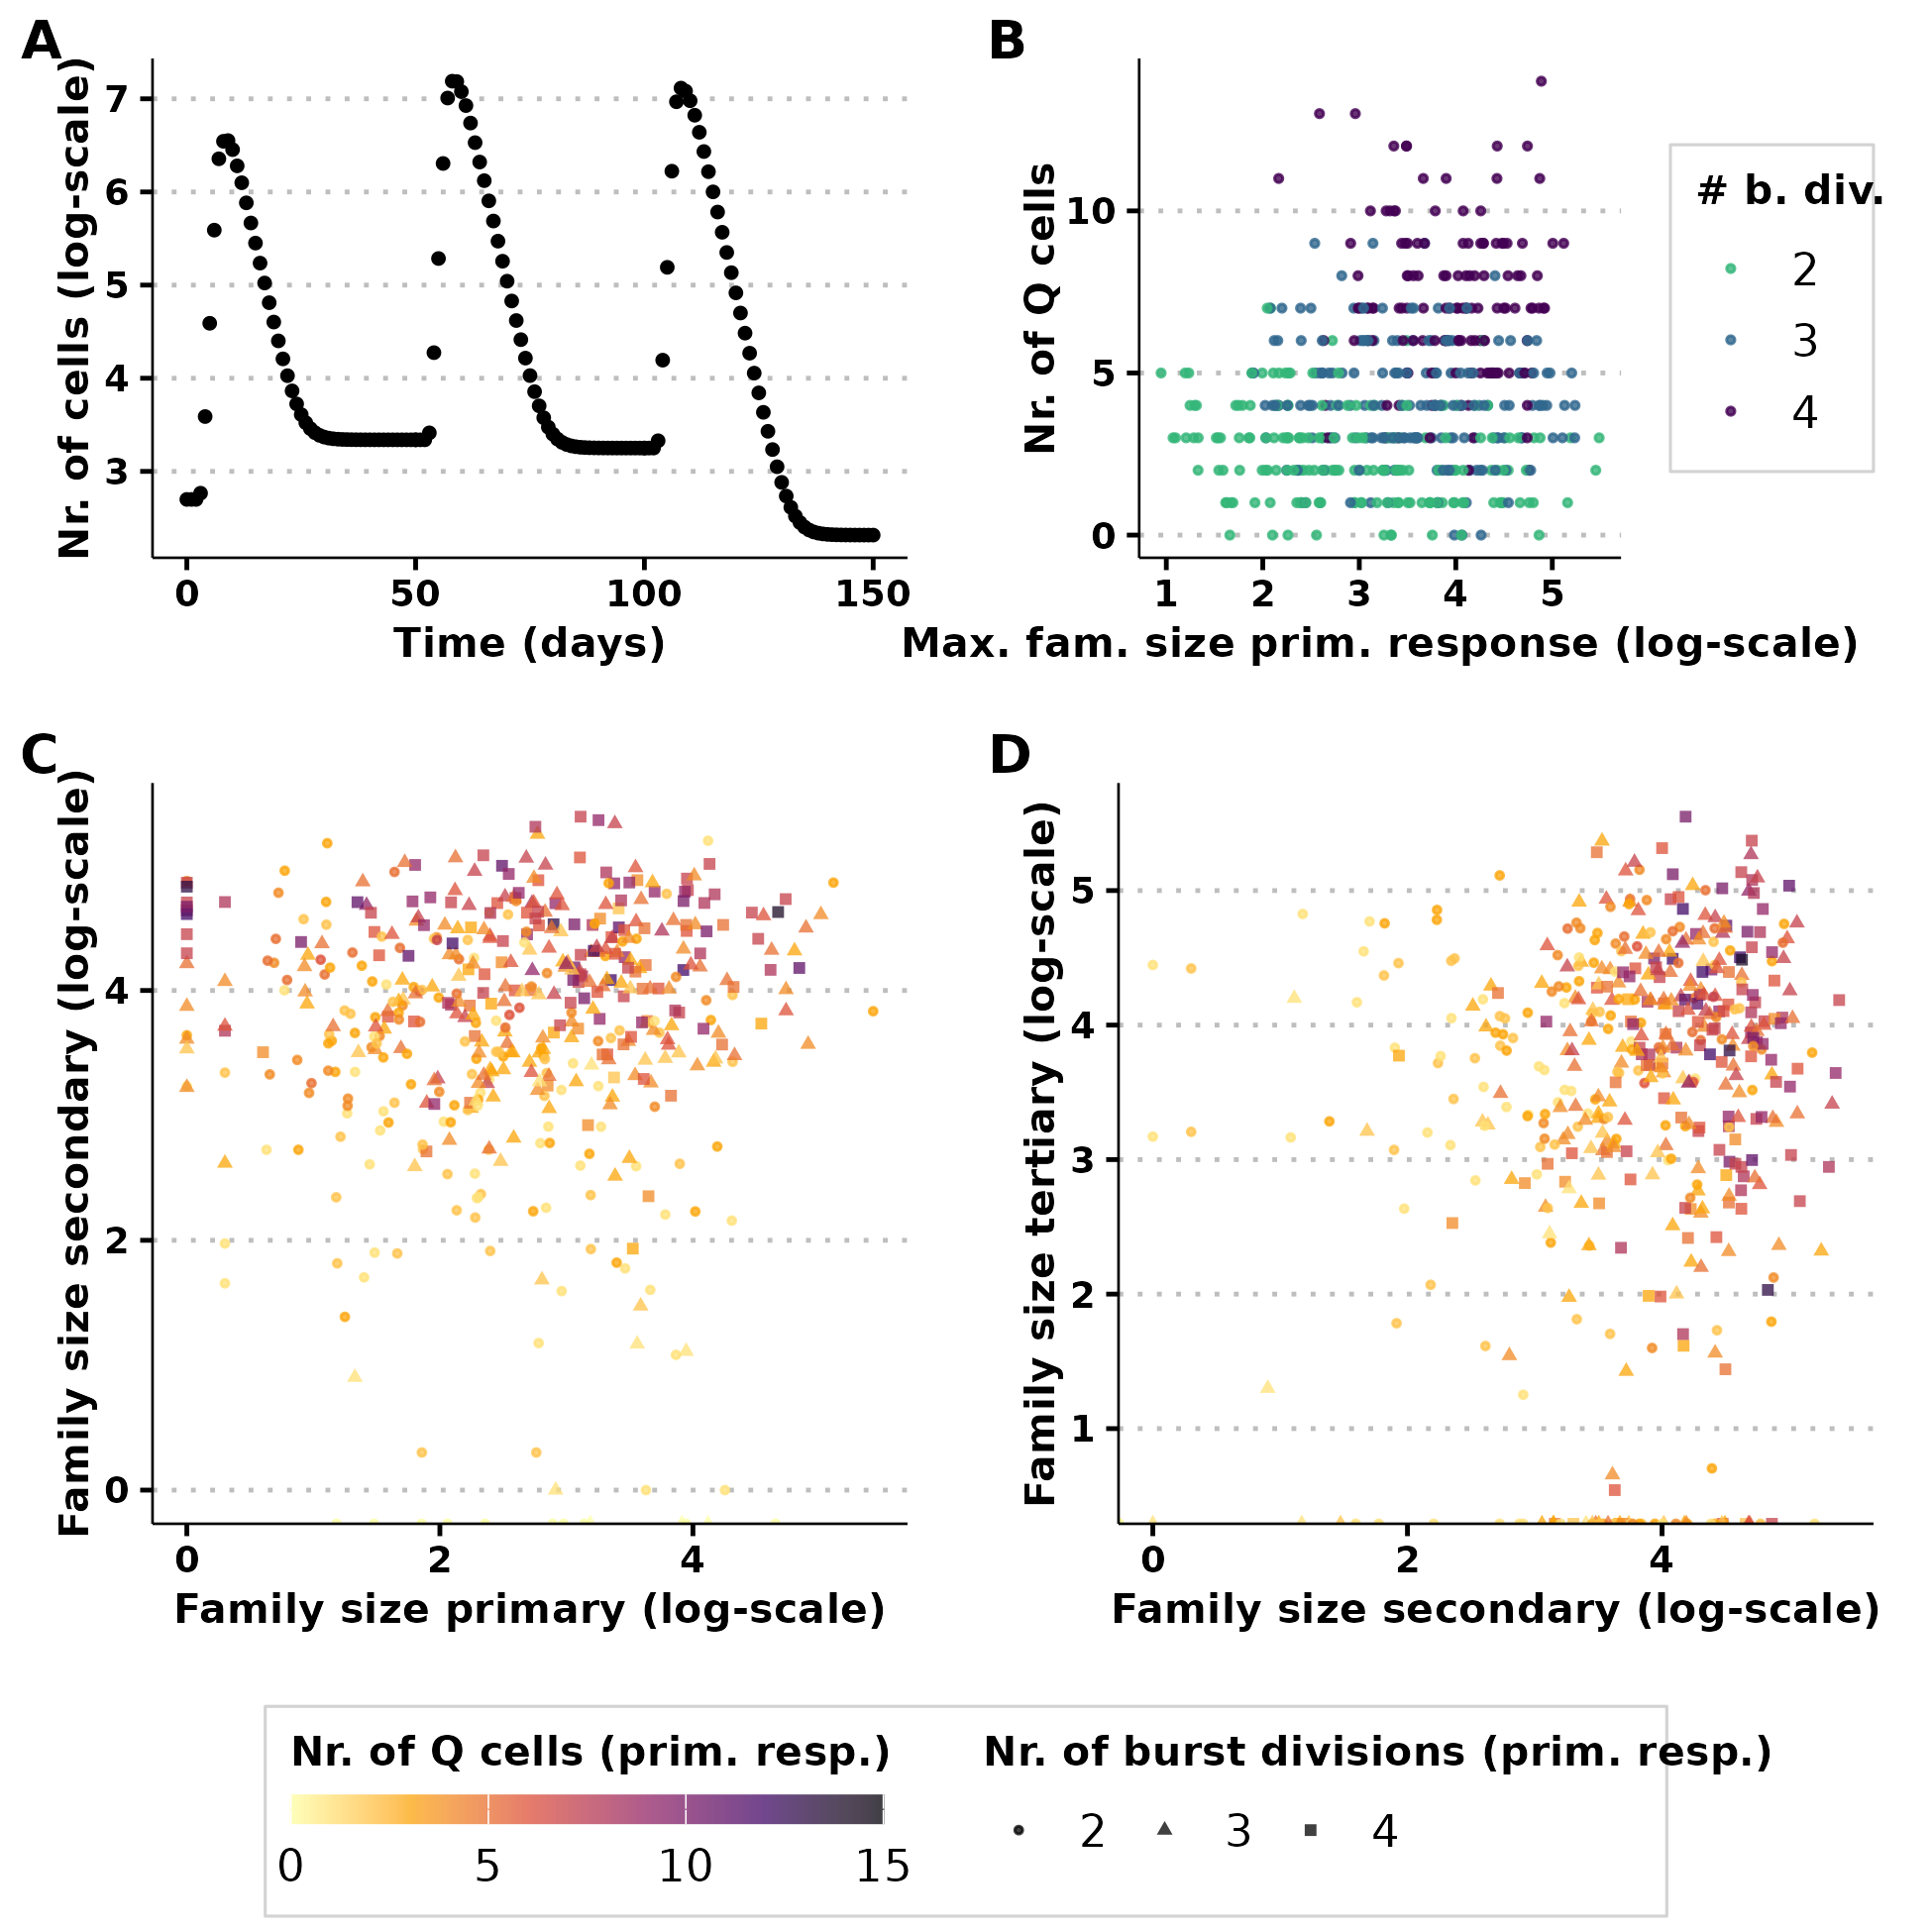 A
Nr. of cells (log-scale)
7
6
5
4
3
0 50 100 150
Time (days)
B
Nr. of Q cells
10
5
0
1 2 3 4 5
Max. fam. size prim. response (log-scale)
# b. div.
2
3
4
C
Family size secondary (log-scale)
4
2
0
0 2 4
Family size primary (log-scale)
D
Family size tertiary (log-scale)
5
4
3
2
1
0 2 4
Family size secondary (log-scale)
Nr. of Q cells (prim. resp.)
0 5 10 15
Nr. of burst divisions (prim. resp.)
2 3 4